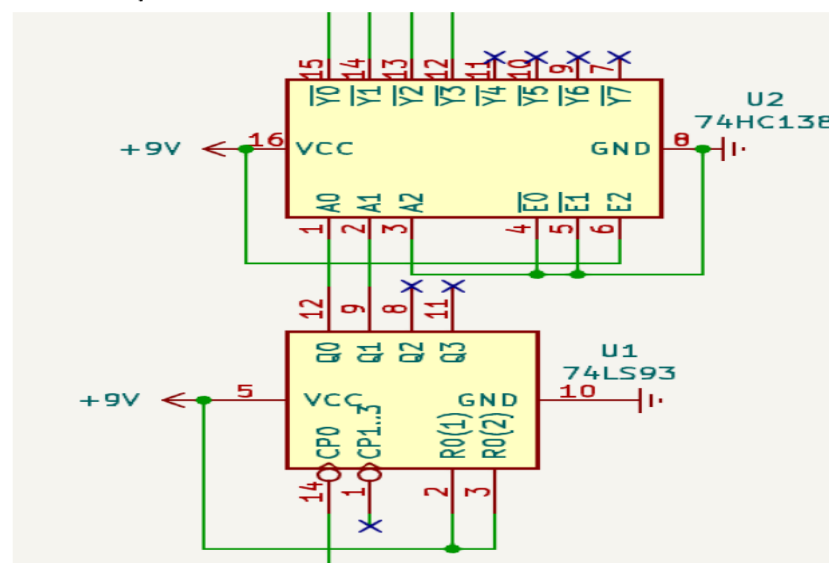 15 14 13 12 11 10 9 7
Y0 Y1 Y2 Y3 Y4 Y5 Y6 Y7
U2
74HC138
+9V 16 VCC GND 8
A0 A1 A2 E0 E1 E2
1 2 3 4 5 6
12 9 8 11
Q0 Q1 Q2 Q3
U1
74LS93
+9V 5 VCC GND 10
CP0 CP1..3 R0(1) R0(2)
14 1 2 3